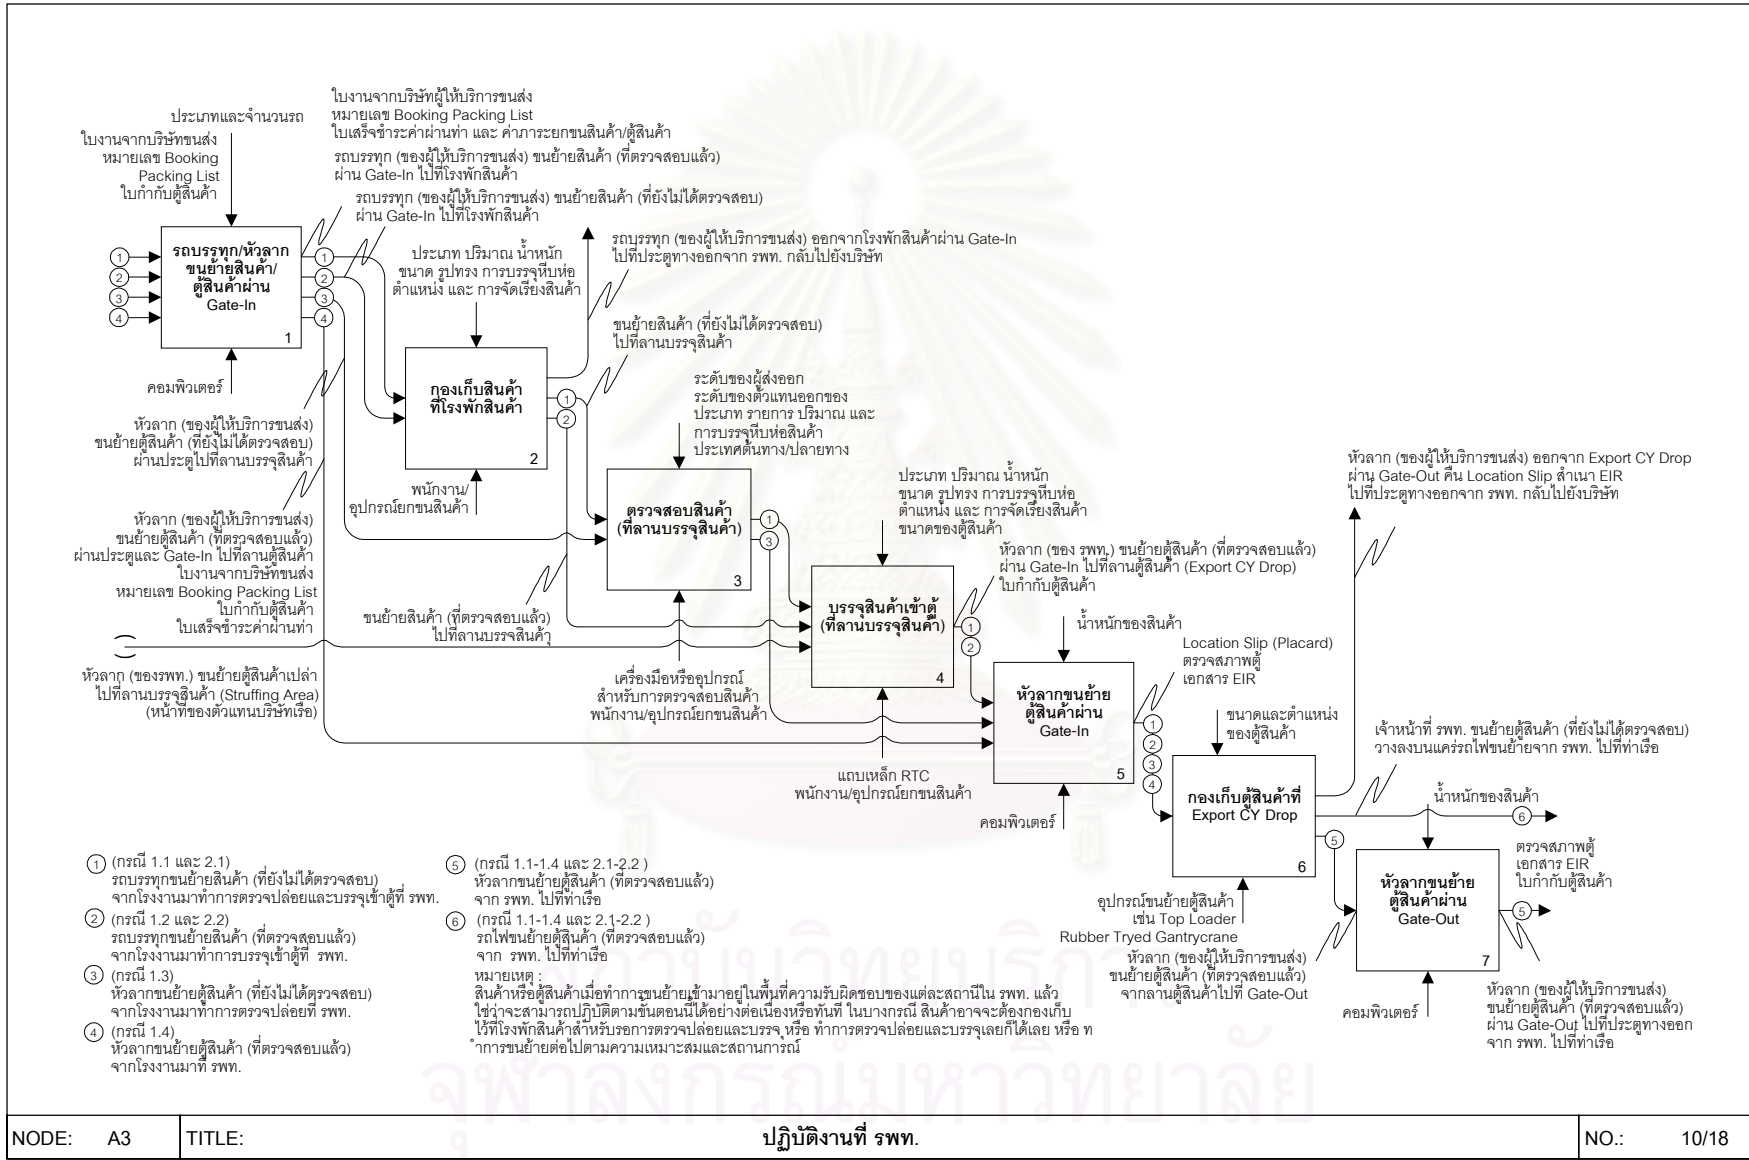 ใบงานจากบริษัทผู้ให้บริการขนส่ง
หมายเลข Booking Packing List
ใบเสร็จชำระค่าผ่านท่า และ ค่าภาระยกขนสินค้า/ตู้สินค้า
ประเภทและจำนวนรถ
ใบงานจากบริษัทขนส่ง
หมายเลข Booking
Packing List
ใบกำกับตู้สินค้า
รถบรรทุก (ของผู้ให้บริการขนส่ง) ขนย้ายสินค้า (ที่ตรวจสอบแล้ว)
ผ่าน Gate-In ไปที่โรงพักสินค้า
รถบรรทุก (ของผู้ให้บริการขนส่ง) ขนย้ายสินค้า (ที่ยังไม่ได้ตรวจสอบ)
ผ่าน Gate-In ไปที่โรงพักสินค้า
1
2
3
4
รถบรรทุก/หัวลาก
ขนย้ายสินค้า/
ตู้สินค้าผ่าน
Gate-In
1
1
2
3
4
คอมพิวเตอร์
ประเภท ปริมาณ น้ำหนัก
ขนาด รูปทรง การบรรจุหีบห่อ
ตำแหน่ง และ การจัดเรียงสินค้า
รถบรรทุก (ของผู้ให้บริการขนส่ง) ออกจากโรงพักสินค้าผ่าน Gate-In
ไปที่ประตูทางออกจาก รพท. กลับไปยังบริษัท
ขนย้ายสินค้า (ที่ยังไม่ได้ตรวจสอบ)
ไปที่ลานบรรจุสินค้า
กองเก็บสินค้า
ที่โรงพักสินค้า
2
1
2
พนักงาน/
อุปกรณ์ยกขนสินค้า
ระดับของผู้ส่งออก
ระดับของตัวแทนออกของ
ประเภท รายการ ปริมาณ และ
การบรรจุหีบห่อสินค้า
ประเทศต้นทาง/ปลายทาง
หัวลาก (ของผู้ให้บริการขนส่ง)
ขนย้ายตู้สินค้า (ที่ยังไม่ได้ตรวจสอบ)
ผ่านประตูไปที่ลานบรรจุสินค้า
หัวลาก (ของผู้ให้บริการขนส่ง)
ขนย้ายตู้สินค้า (ที่ตรวจสอบแล้ว)
ผ่านประตูและ Gate-In ไปที่ลานตู้สินค้า
ใบงานจากบริษัทขนส่ง
หมายเลข Booking Packing List
ใบกำกับตู้สินค้า
ใบเสร็จชำระค่าผ่านท่า
ตรวจสอบสินค้า
(ที่ลานบรรจุสินค้า)
3
1
3
ประเภท ปริมาณ น้ำหนัก
ขนาด รูปทรง การบรรจุหีบห่อ
ตำแหน่ง และ การจัดเรียงสินค้า
ขนาดของตู้สินค้า
หัวลาก (ของผู้ให้บริการขนส่ง) ออกจาก Export CY Drop
ผ่าน Gate-Out คืน Location Slip สำเนา EIR
ไปที่ประตูทางออกจาก รพท. กลับไปยังบริษัท
หัวลาก (ของ รพท.) ขนย้ายตู้สินค้า (ที่ตรวจสอบแล้ว)
ผ่าน Gate-In ไปที่ลานตู้สินค้า (Export CY Drop)
ใบกำกับตู้สินค้า
ขนย้ายสินค้า (ที่ตรวจสอบแล้ว)
ไปที่ลานบรรจสินค้า
บรรจุสินค้าเข้าตู้
(ที่ลานบรรจุสินค้า)
4
1
2
หัวลาก (ของรพท.) ขนย้ายตู้สินค้าเปล่า
ไปที่ลานบรรจุสินค้า (Struffing Area)
(หน้าที่ของตัวแทนบริษัทเรือ)
เครื่องมือหรืออุปกรณ์
สำหรับการตรวจสอบสินค้า
พนักงาน/อุปกรณ์ยกขนสินค้า
น้ำหนักของสินค้า
Location Slip (Placard)
ตรวจสภาพตู้
เอกสาร EIR
หัวลากขนย้าย
ตู้สินค้าผ่าน
Gate-In
5
1
2
3
4
แถบเหล็ก RTC
พนักงาน/อุปกรณ์ยกขนสินค้า
คอมพิวเตอร์
ขนาดและตำแหน่ง
ของตู้สินค้า
เจ้าหน้าที่ รพท. ขนย้ายตู้สินค้า (ที่ยังไม่ได้ตรวจสอบ)
วางลงบนแคร่รถไฟขนย้ายจาก รพท. ไปที่ท่าเรือ
กองเก็บตู้สินค้าที่
Export CY Drop
6
น้ำหนักของสินค้า
6
5
ตรวจสภาพตู้
เอกสาร EIR
ใบกำกับตู้สินค้า
หัวลากขนย้าย
ตู้สินค้าผ่าน
Gate-Out
7
5
อุปกรณ์ขนย้ายตู้สินค้า
เช่น Top Loader
Rubber Tryed Gantrycrane
หัวลาก (ของผู้ให้บริการขนส่ง)
ขนย้ายตู้สินค้า (ที่ตรวจสอบแล้ว)
จากลานตู้สินค้าไปที่ Gate-Out
คอมพิวเตอร์
หัวลาก (ของผู้ให้บริการขนส่ง)
ขนย้ายตู้สินค้า (ที่ตรวจสอบแล้ว)
ผ่าน Gate-Out ไปที่ประตูทางออก
จาก รพท. ไปที่ท่าเรือ
1 (กรณี 1.1 และ 2.1)
รถบรรทุกขนย้ายสินค้า (ที่ยังไม่ได้ตรวจสอบ)
จากโรงงานมาทำการตรวจปล่อยและบรรจุเข้าตู้ที่ รพท.
2 (กรณี 1.2 และ 2.2)
รถบรรทุกขนย้ายสินค้า (ที่ตรวจสอบแล้ว)
จากโรงงานมาทำการบรรจุเข้าตู้ที่ รพท.
3 (กรณี 1.3)
หัวลากขนย้ายตู้สินค้า (ที่ยังไม่ได้ตรวจสอบ)
จากโรงงานมาทำการตรวจปล่อยที่ รพท.
4 (กรณี 1.4)
หัวลากขนย้ายตู้สินค้า (ที่ตรวจสอบแล้ว)
จากโรงงานมาที่ รพท.
5 (กรณี 1.1-1.4 และ 2.1-2.2 )
หัวลากขนย้ายตู้สินค้า (ที่ตรวจสอบแล้ว)
จาก รพท. ไปที่ท่าเรือ
6 (กรณี 1.1-1.4 และ 2.1-2.2 )
รถไฟขนย้ายตู้สินค้า (ที่ตรวจสอบแล้ว)
จาก รพท. ไปที่ท่าเรือ
หมายเหตุ :
สินค้าหรือตู้สินค้าเมื่อทำการขนย้ายเข้ามาอยู่ในพื้นที่ความรับผิดชอบของแต่ละสถานีใน รพท. แล้ว
ใช่ว่าจะสามารถปฏิบัติตามขั้นตอนนี้ได้อย่างต่อเนื่องหรือทันที ในบางกรณี สินค้าอาจจะต้องกองเก็บ
ไว้ที่โรงพักสินค้าสำหรับรอการตรวจปล่อยและบรรจุ หรือ ทำการตรวจปล่อยและบรรจุเลยก็ได้เลย หรือ ท
ำการขนย้ายต่อไปตามความเหมาะสมและสถานการณ์
สถาบันวิทยบริการ
จุฬาลงกรณ์มหาวิทยาลัย
NODE: A3 TITLE: ปฏิบัติงานที่ รพท. NO.: 10/18